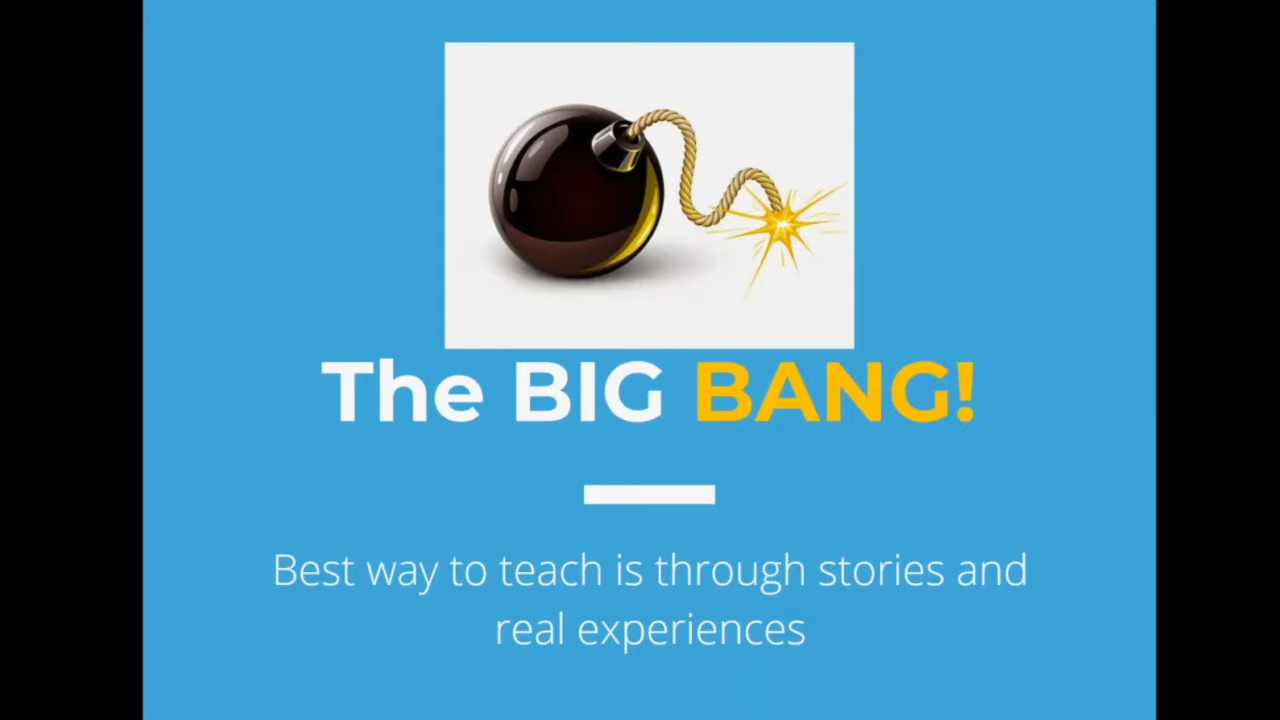 The BIG BANG!
Best way to teach is through stories and
real experiences